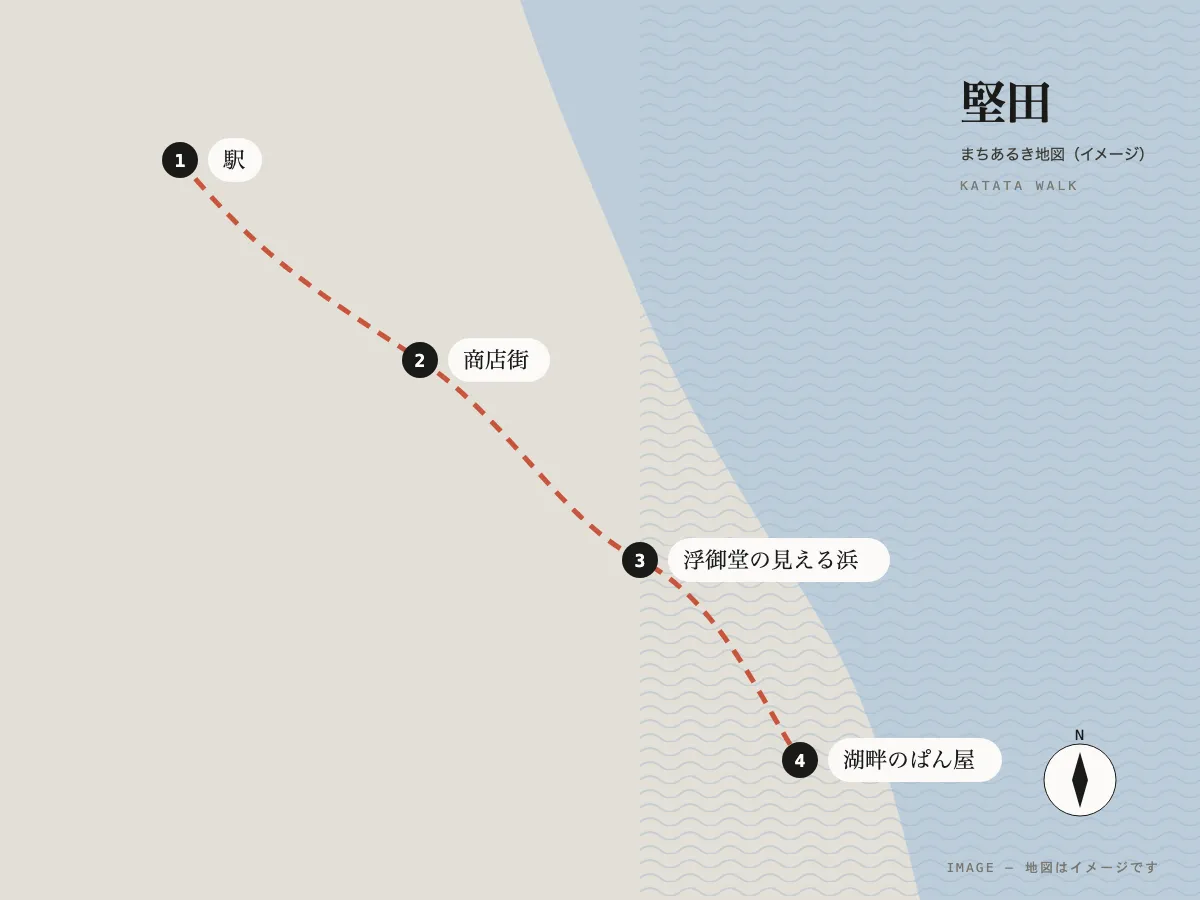 堅田
まちあるき地図（イメージ）
KATATA WALK
1 駅
2 商店街
3 浮御堂の見える浜
4 湖畔のぱん屋
N
IMAGE — 地図はイメージです